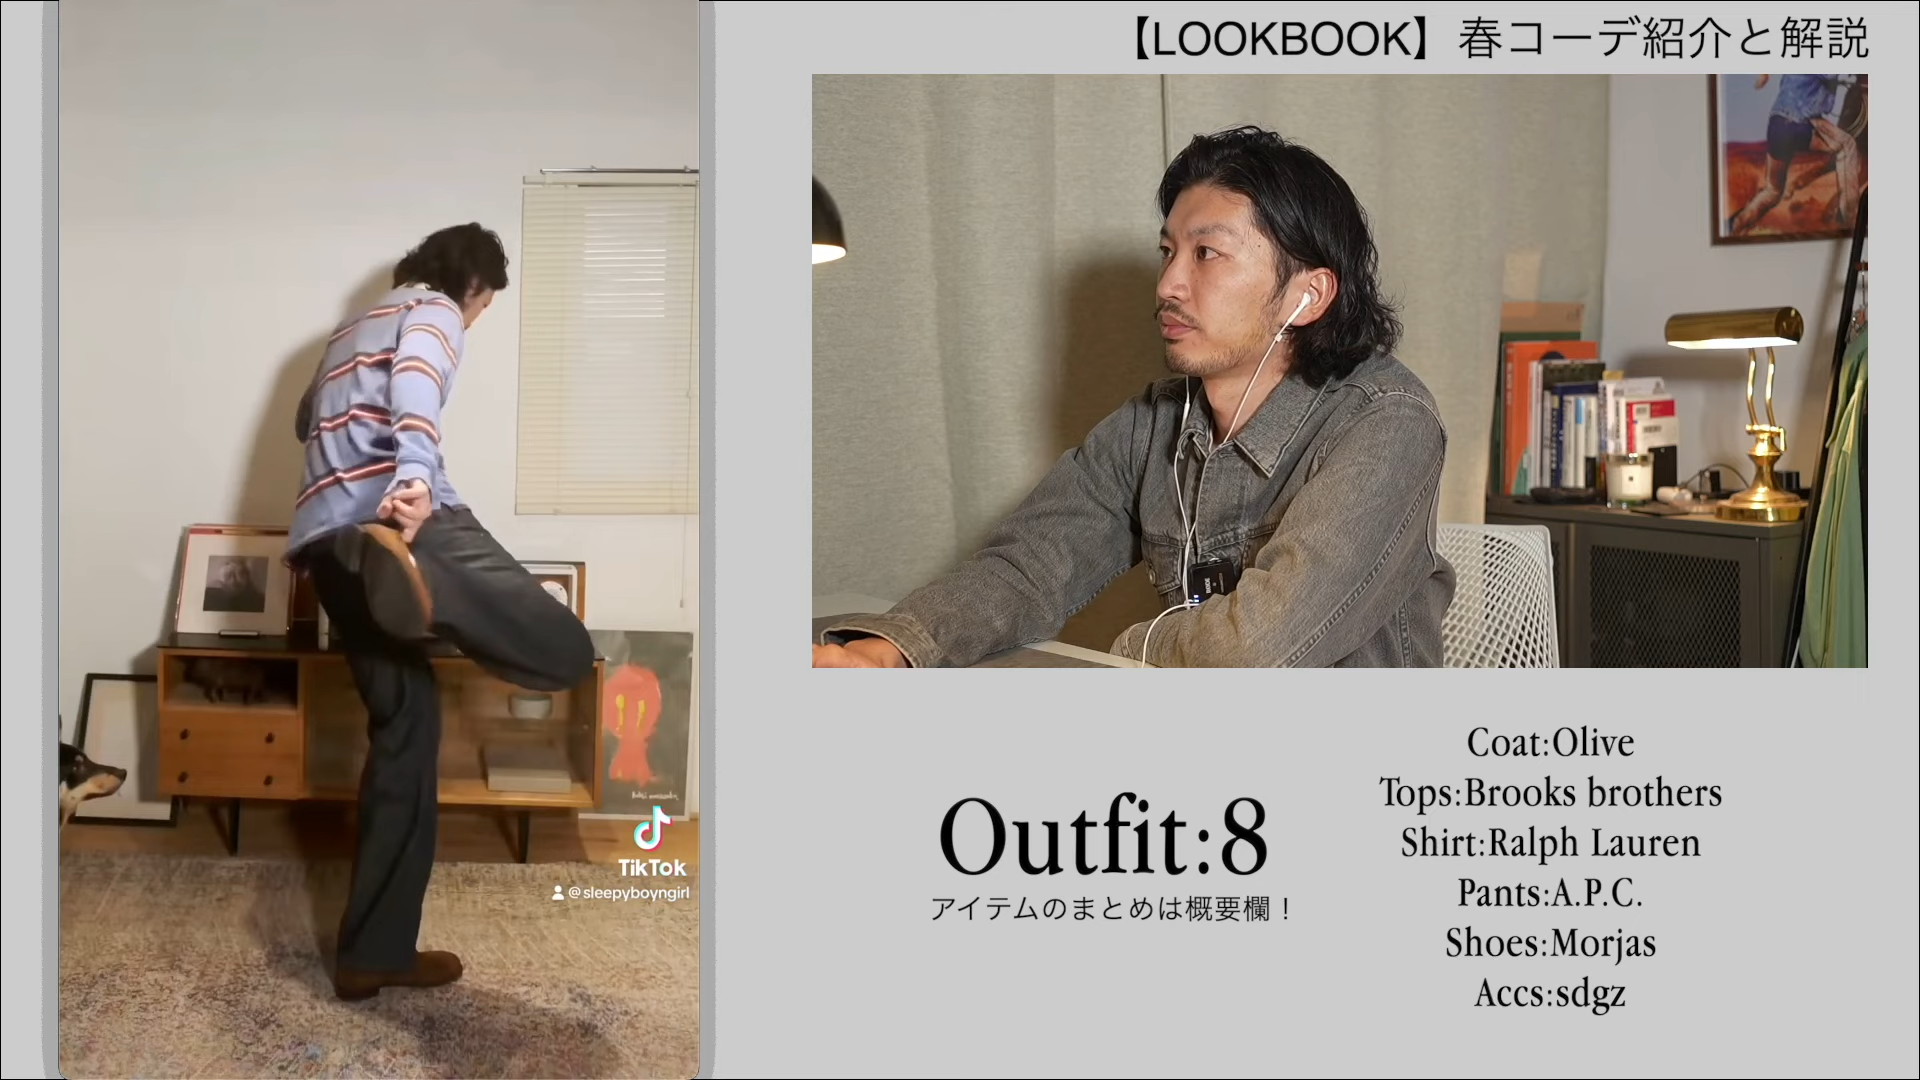 【LOOKBOOK】春コーデ紹介と解説
TikTok
@sleepyboyngirl
Outfit:8
アイテムのまとめは概要欄！
Coat:Olive
Tops:Brooks brothers
Shirt:Ralph Lauren
Pants:A.P.C.
Shoes:Morjas
Accs:sdgz